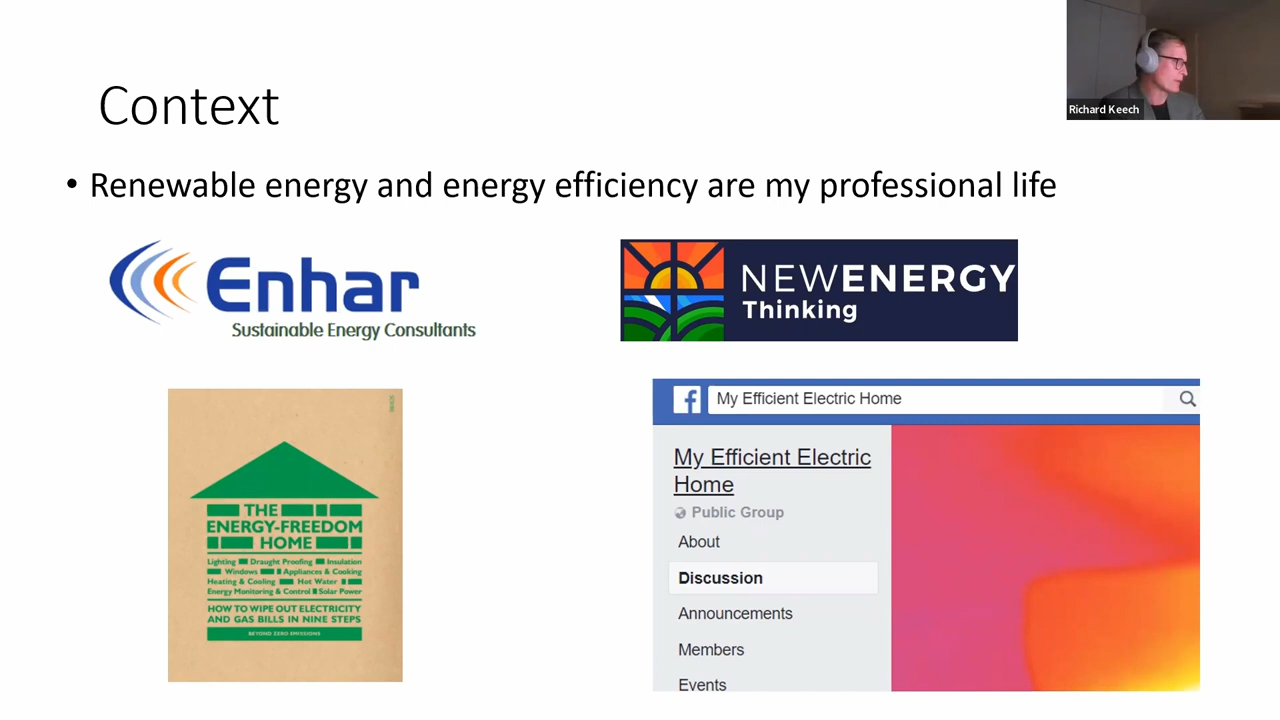 Context
Richard Keech
• Renewable energy and energy efficiency are my professional life
Enhar
Sustainable Energy Consultants
NEWENERGY
Thinking
THE
ENERGY-FREEDOM
HOME
Lighting Draught Proofing Insulation
Windows Appliances & Cooking
Heating & Cooling Hot Water
Energy Monitoring & Control Solar Power
HOW TO WIPE OUT ELECTRICITY
AND GAS BILLS IN NINE STEPS
BEYOND ZERO EMISSIONS
f My Efficient Electric Home
My Efficient Electric
Home
Public Group
About
Discussion
Announcements
Members
Events